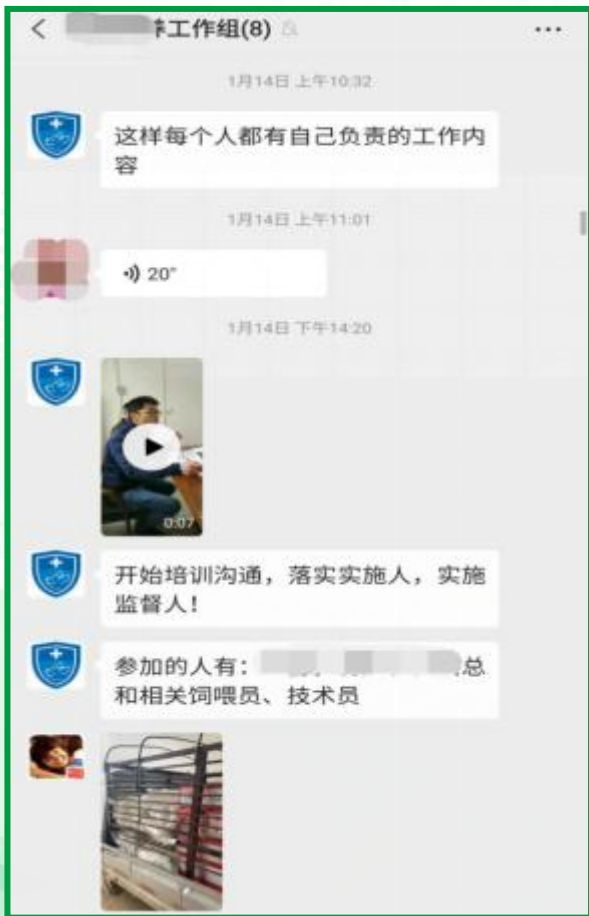 养工作组(8)
1月14日 上午10:32
这样每个人都有自己负责的工作内
容
1月14日 上午11:01
20"
1月14日 下午14:20
0:07
开始培训沟通，落实实施人，实施
监督人！
参加的人有：
总
和相关饲喂员、技术员